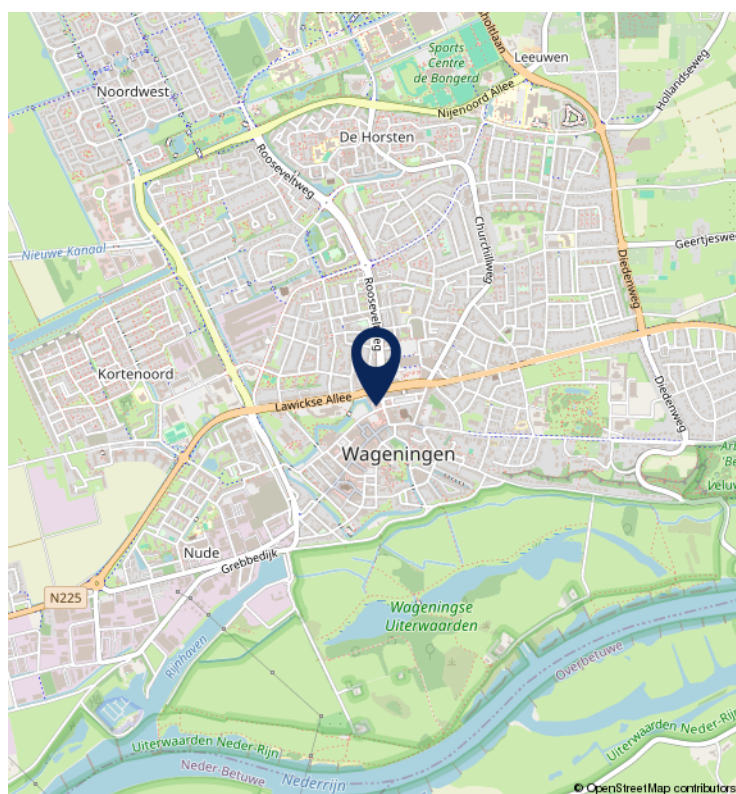 Sports
Centre
de Bongerd
Leeuwen
Hollandseweg
Noordwest
Nijenoord Allee
De Horsten
Rooseveltweg
Churchillweg
Nieuwe Kanaal
Geertjesweg
Diedenweg
Rooseveltweg
Kortenoord
Lawickse Allee
Diedenweg
Wageningen
Nude
Grebbedijk
N225
Wageningse
Uiterwaarden
Rijnhaven
Overbetuwe
Uiterwaarden Neder-Rijn
Neder-Betuwe
Nederrijn
Uiterwaarden Neder-Rijn
© OpenStreetMap contributors